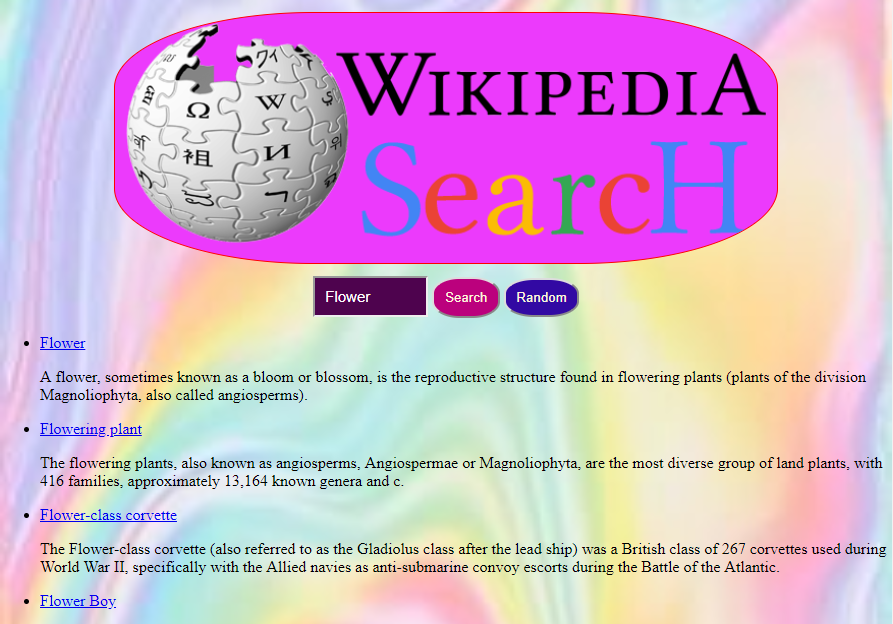 Ω
W
祖
И
WIKIPEDIA
SearcH
Flower
Search
Random
Flower
A flower, sometimes known as a bloom or blossom, is the reproductive structure found in flowering plants (plants of the division
Magnoliophyta, also called angiosperms).
Flowering plant
The flowering plants, also known as angiosperms, Angiospermae or Magnoliophyta, are the most diverse group of land plants, with
416 families, approximately 13,164 known genera and c.
Flower-class corvette
The Flower-class corvette (also referred to as the Gladiolus class after the lead ship) was a British class of 267 corvettes used during
World War II, specifically with the Allied navies as anti-submarine convoy escorts during the Battle of the Atlantic.
Flower Boy